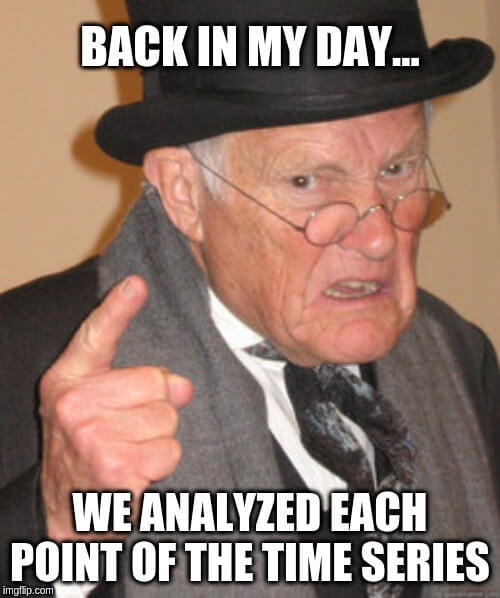 BACK IN MY DAY...
WE ANALYZED EACH
POINT OF THE TIME SERIES
imgflip.com